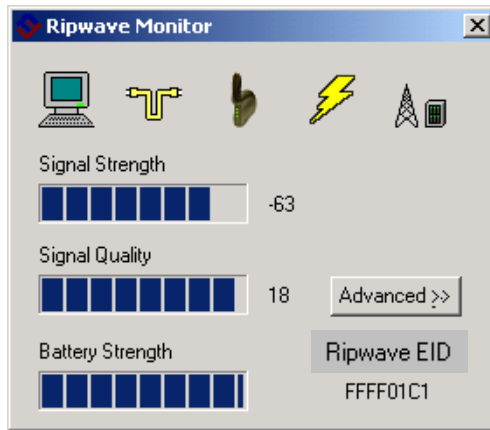 Ripwave Monitor
Signal Strength
-63
Signal Quality
18
Advanced >>
Battery Strength
Ripwave EID
FFFF01C1